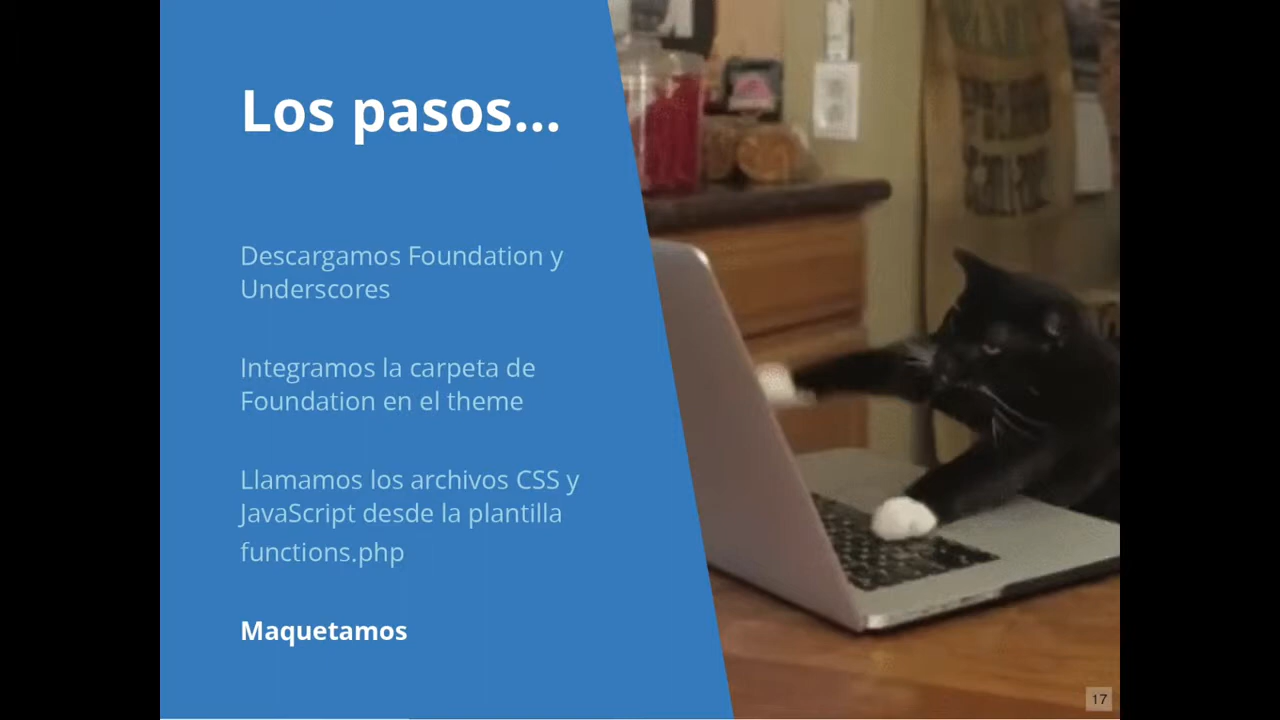 Los pasos...
Descargamos Foundation y
Underscores
Integramos la carpeta de
Foundation en el theme
Llamamos los archivos CSS y
JavaScript desde la plantilla
functions.php
Maquetamos
17